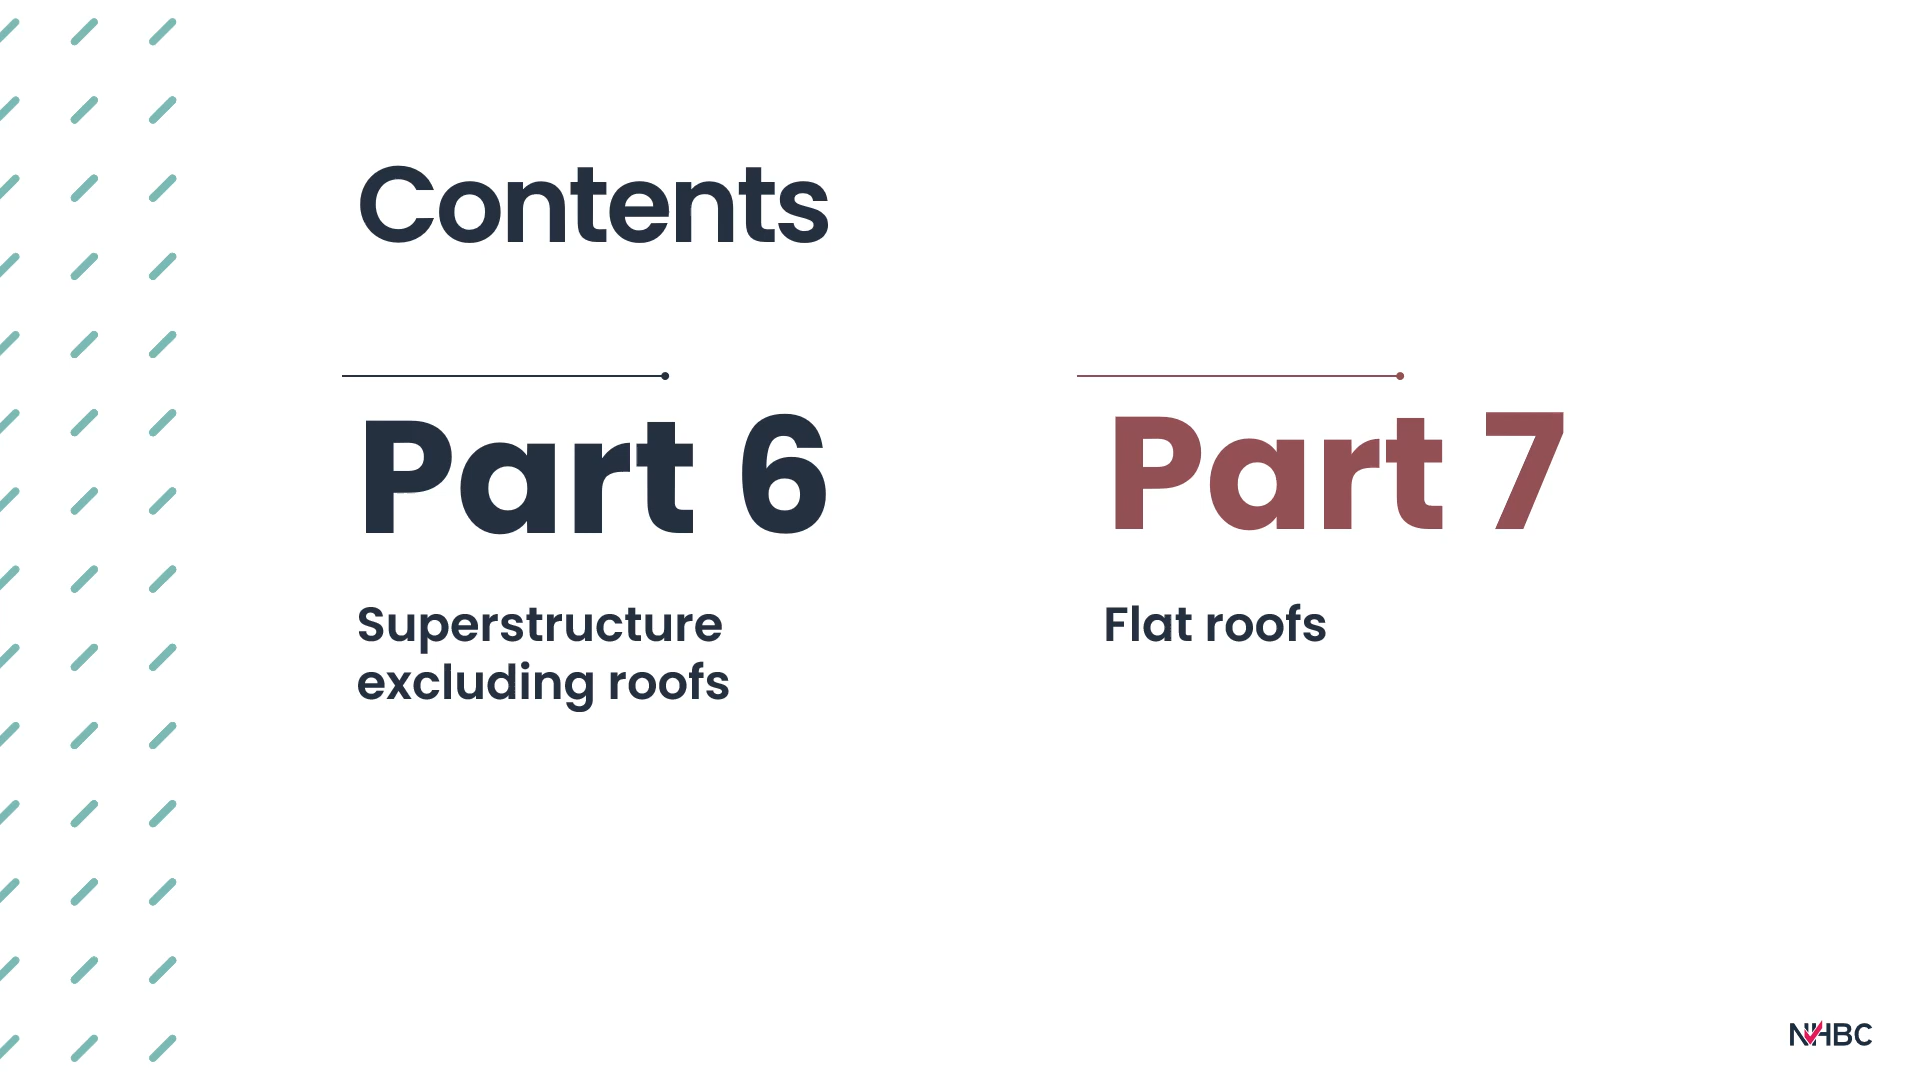 Contents
Part 6
Superstructure
excluding roofs
Part 7
Flat roofs
NHBC